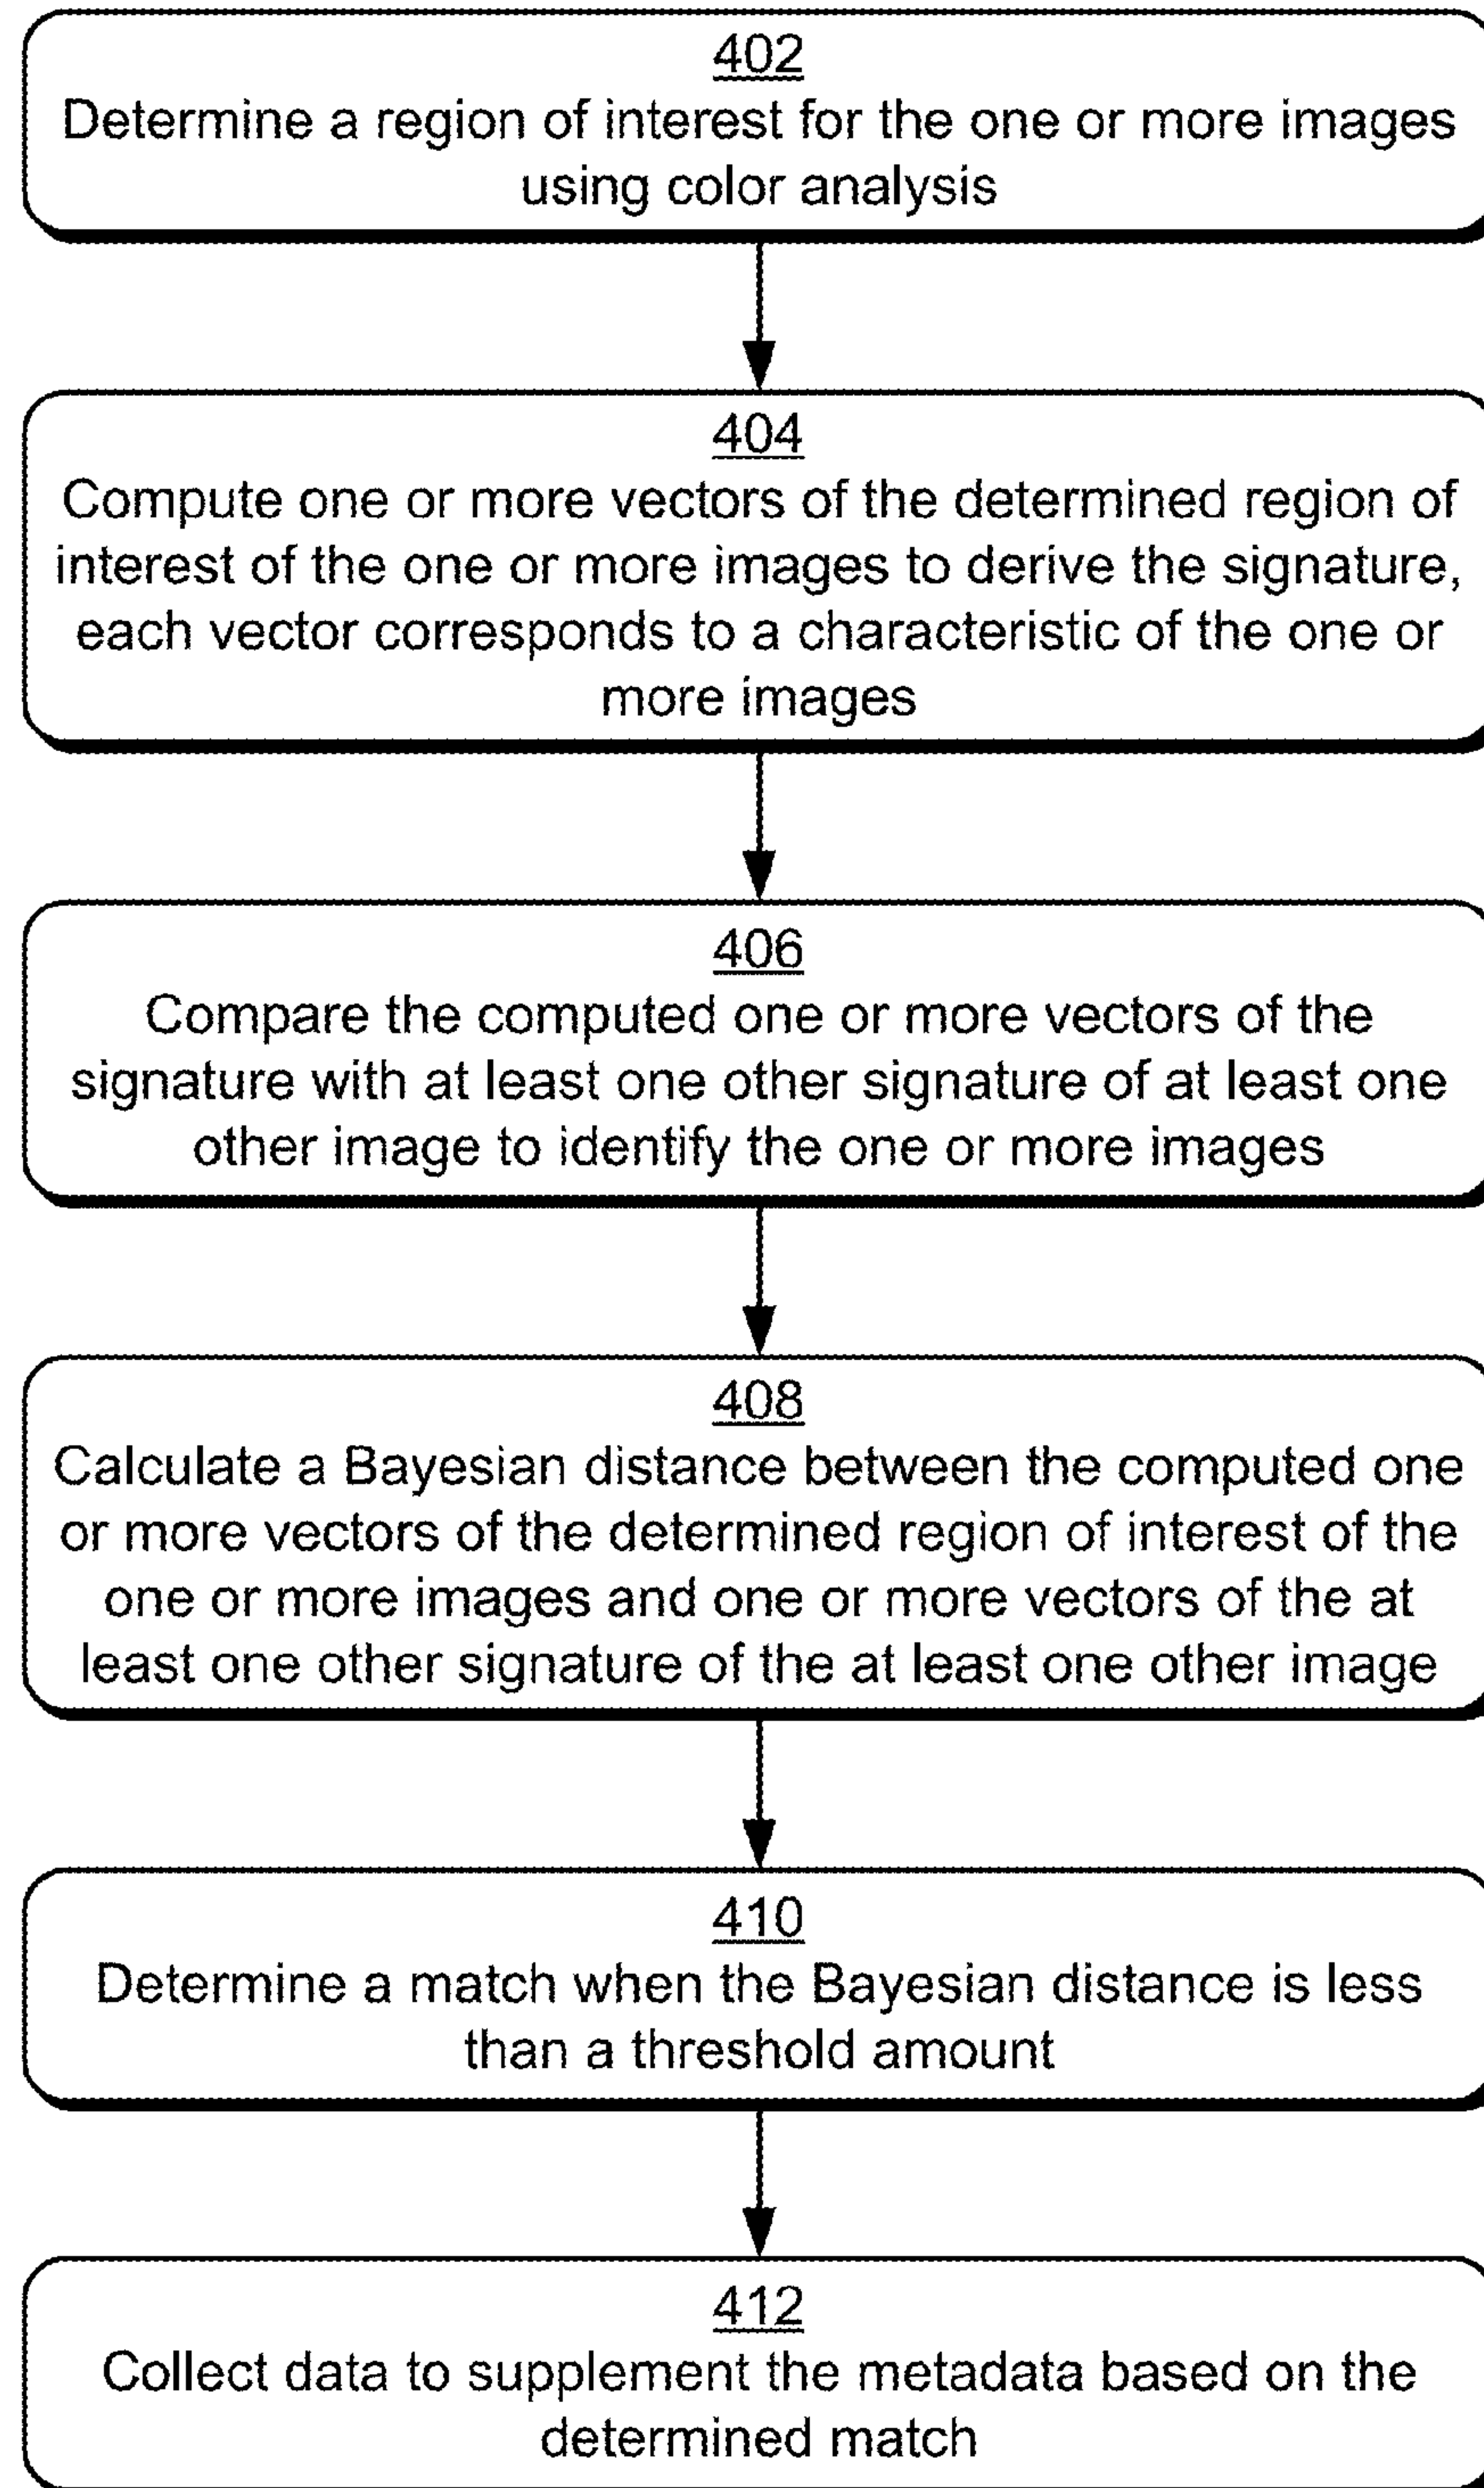 402
Determine a region of interest for the one or more images
using color analysis
404
Compute one or more vectors of the determined region of
interest of the one or more images to derive the signature,
each vector corresponds to a characteristic of the one or
more images
406
Compare the computed one or more vectors of the
signature with at least one other signature of at least one
other image to identify the one or more images
408
Calculate a Bayesian distance between the computed one
or more vectors of the determined region of interest of the
one or more images and one or more vectors of the at
least one other signature of the at least one other image
410
Determine a match when the Bayesian distance is less
than a threshold amount
412
Collect data to supplement the metadata based on the
determined match